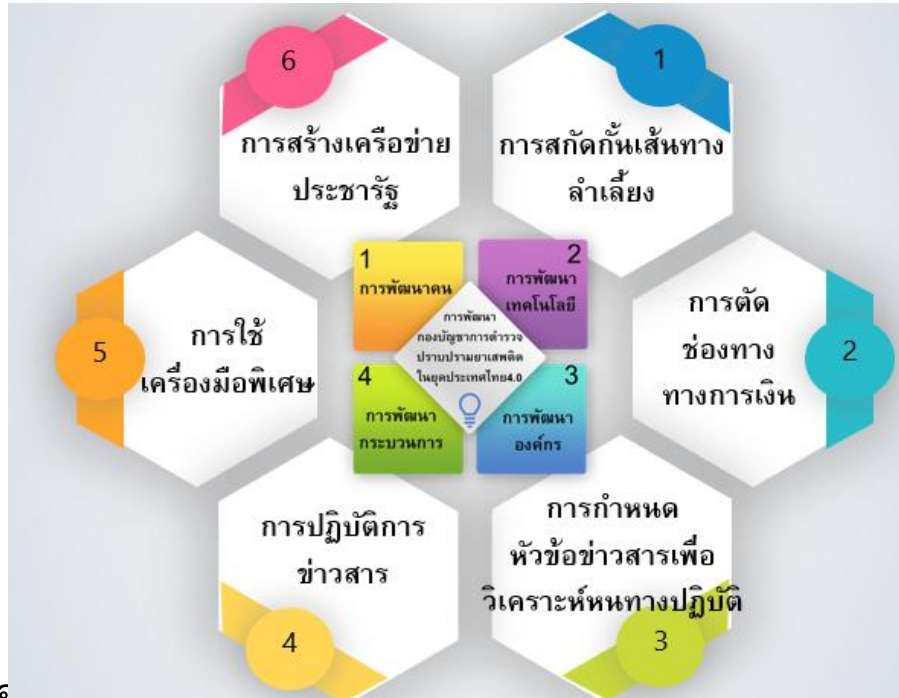 6
การสร้างเครือข่าย
ประชารัฐ
1
การสกัดกั้นเส้นทาง
ลำเลี้ยง
1
การพัฒนาคน
2
การพัฒนา
เทคโนโลยี
การพัฒนา
กองบัญชาการตำรวจ
ปราบปรามยาเสพติด
ในยุคประเทศไทย4.0
4
การพัฒนา
กระบวนการ
3
การพัฒนา
องค์กร
5
การใช้
เครื่องมือพิเศษ
การตัด
ช่องทาง
ทางการเงิน
2
การปฏิบัติการ
ข่าวสาร
4
การกำหนด
หัวข้อข่าวสารเพื่อ
วิเคราะห์หนทางปฏิบัติ
3